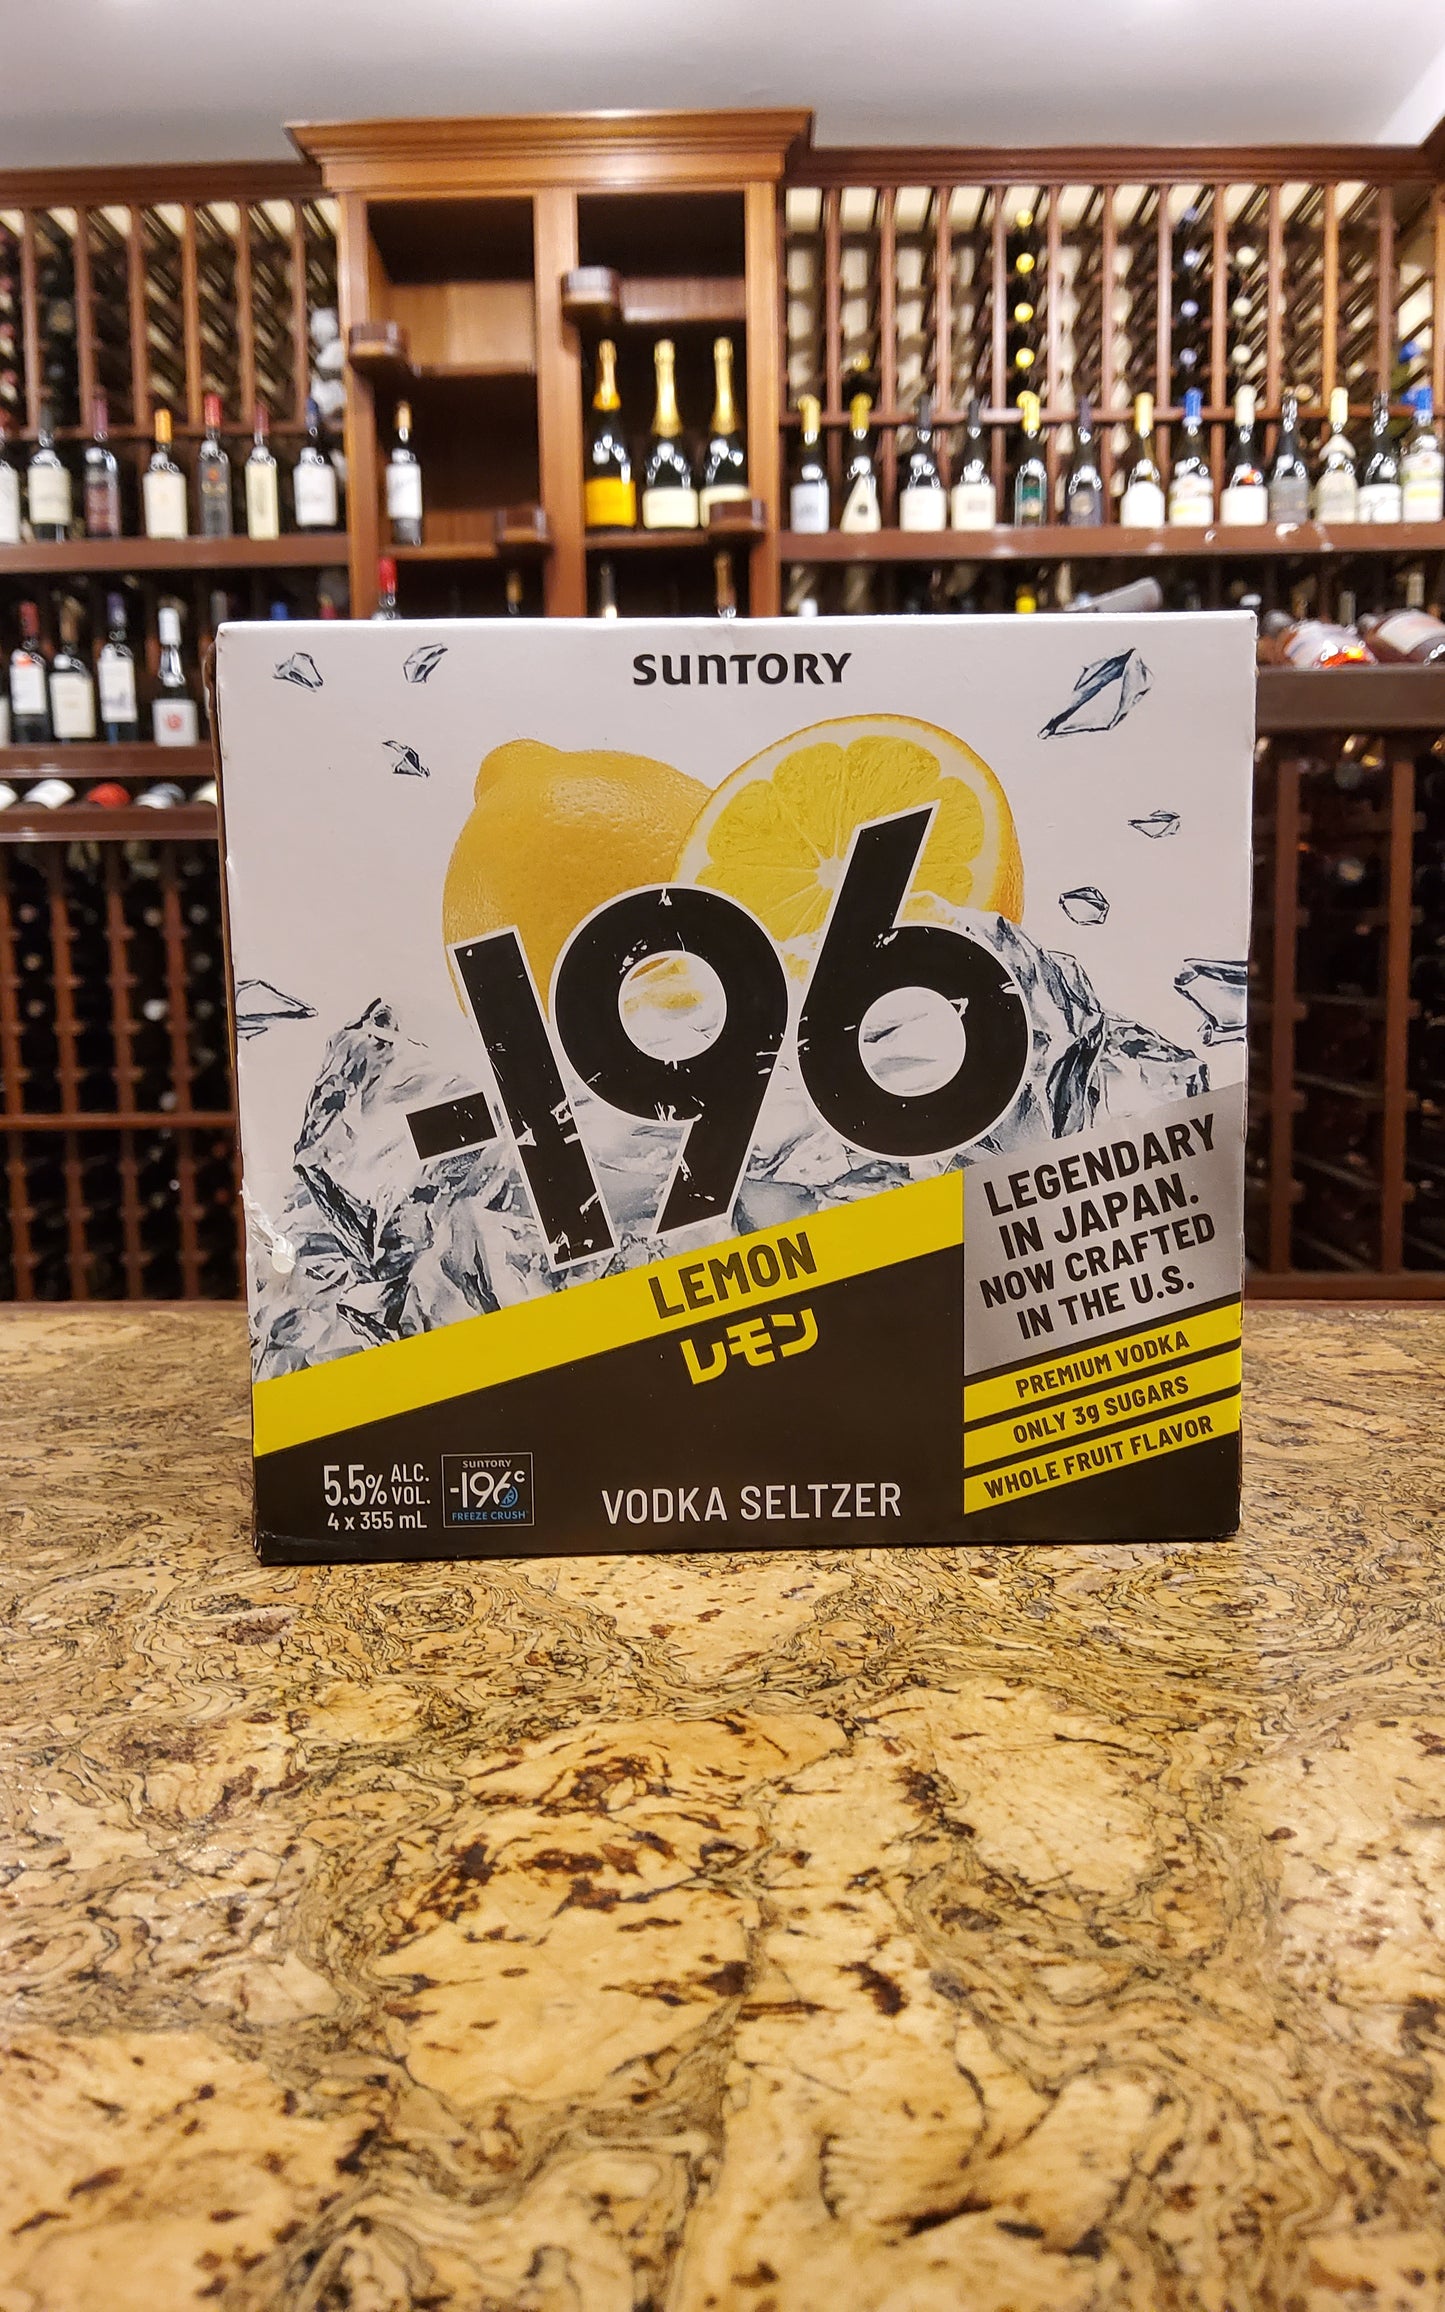 SUNTORY
-196
LEMON
レモン
LEGENDARY
IN JAPAN.
NOW CRAFTED
IN THE U.S.
PREMIUM VODKA
ONLY 3g SUGARS
WHOLE FRUIT FLAVOR
5.5% ALC. VOL.
4 x 355 mL
SUNTORY
-196°C
FREEZE CRUSH
VODKA SELTZER